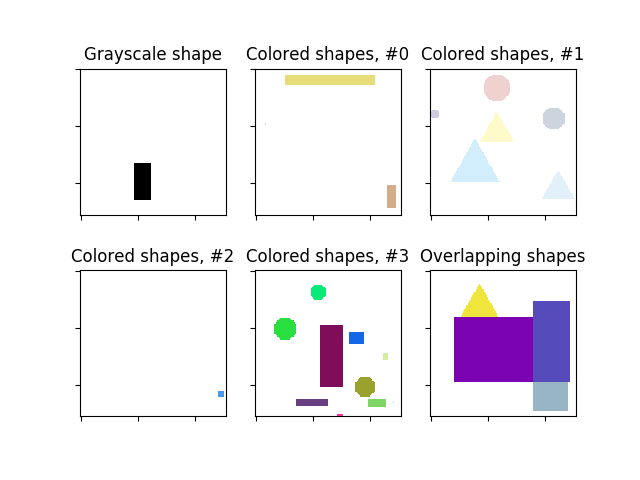 Grayscale shape
Colored shapes, #0
Colored shapes, #1
Colored shapes, #2
Colored shapes, #3
Overlapping shapes